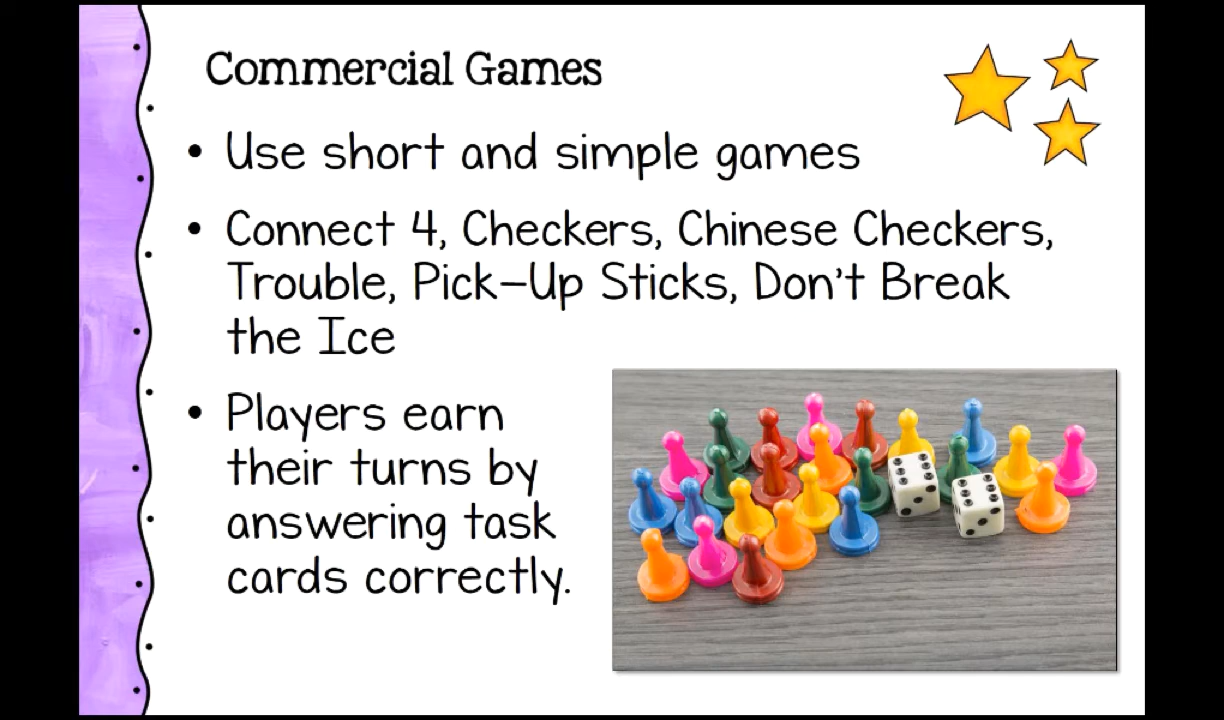 Commercial Games
• Use short and simple games
• Connect 4, Checkers, Chinese Checkers,
Trouble, Pick-Up Sticks, Don't Break
the Ice
• Players earn
their turns by
answering task
cards correctly.